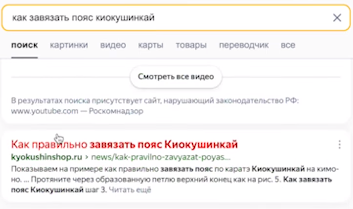 как завязать пояс киокушинкай
поиск картинки видео карты товары переводчик все
Смотреть все видео
В результатах поиска присутствует сайт, нарушающий законодательство РФ:
www.youtube.com — Роскомнадзор
Как правильно завязать пояс Киокушинкай
kyokushinshop.ru › news/kak-pravilno-zavyazat-poyas...
Показываем на примере как правильно завязать пояс по каратэ Киокушинкай на кимо-
но. ... Протяните через образованную петлю верхний конец как на рис. 5. Как завязать
пояс Киокушинкай шаг 3. Читать ещё